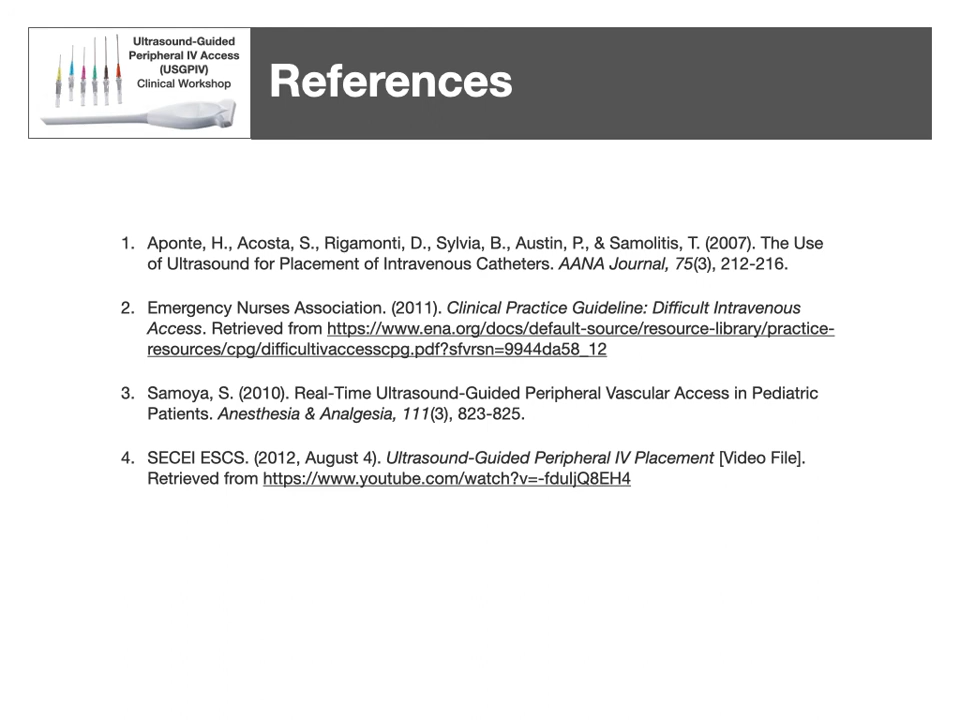 Ultrasound-Guided
Peripheral IV Access
(USGPIV)
Clinical Workshop
References
1. Aponte, H., Acosta, S., Rigamonti, D., Sylvia, B., Austin, P., & Samolitis, T. (2007). The Use
of Ultrasound for Placement of Intravenous Catheters. AANA Journal, 75(3), 212-216.
2. Emergency Nurses Association. (2011). Clinical Practice Guideline: Difficult Intravenous
Access. Retrieved from https://www.ena.org/docs/default-source/resource-library/practice-
resources/cpg/difficultivaccesscpg.pdf?sfvrsn=9944da58_12
3. Samoya, S. (2010). Real-Time Ultrasound-Guided Peripheral Vascular Access in Pediatric
Patients. Anesthesia & Analgesia, 111(3), 823-825.
4. SECEI ESCS. (2012, August 4). Ultrasound-Guided Peripheral IV Placement [Video File].
Retrieved from https://www.youtube.com/watch?v=-fduljQ8EH4